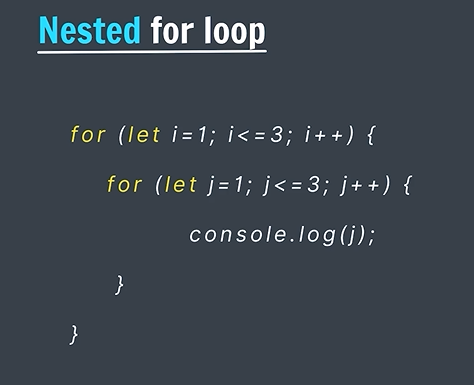 Nested for loop
for (let i=1; i<=3; i++) {
for (let j=1; j<=3; j++) {
console.log(j);
}
}